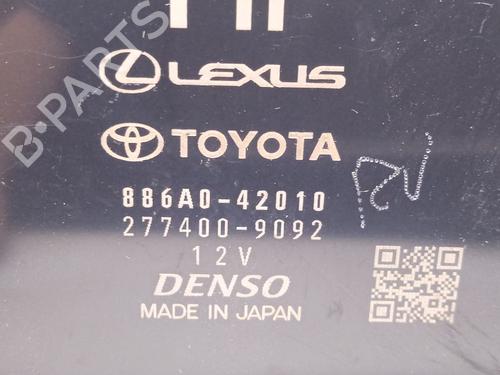 LEXUS
TOYOTA
886A0-42010
277400-9092
12V
DENSO
MADE IN JAPAN
B-PARTS